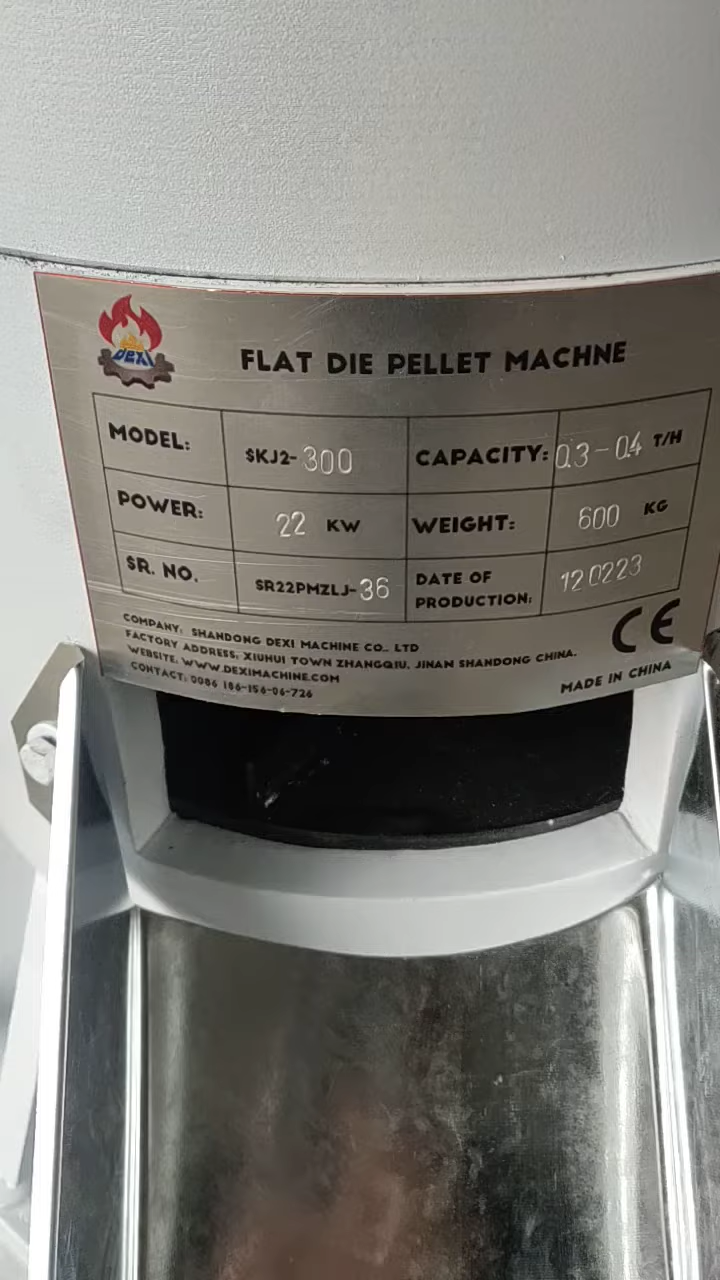 DEXI
FLAT DIE PELLET MACHNE
MODEL: SKJ2-300 CAPACITY: 0.3-0.4 T/H
POWER: 22 KW WEIGHT: 600 KG
SR. NO. SR22PMZLJ-36 DATE OF PRODUCTION: 120223
COMPANY: SHANDONG DEXI MACHINE CO., LTD
FACTORY ADDRESS: XIUHUI TOWN ZHANGQIU, JINAN SHANDONG CHINA.
WEBSITE: WWW.DEXIMACHINE.COM
CONTACT: 0086 186-156-06-726
CE
MADE IN CHINA